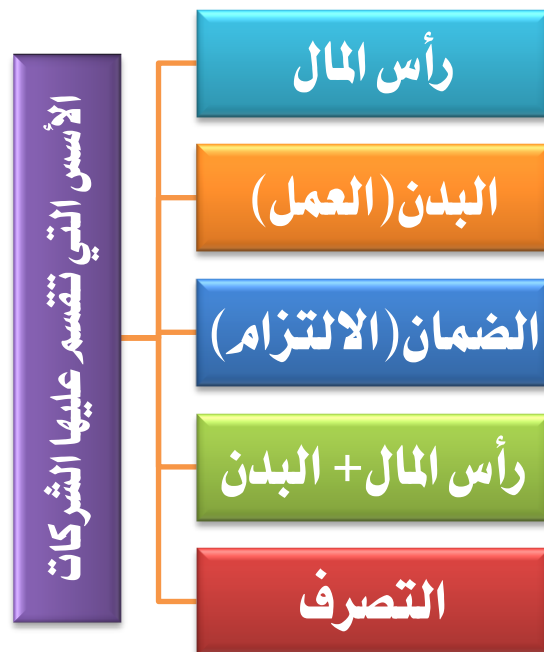 الأسس التي تقسم عليها الشركات
رأس المال
البدن(العمل)
الضمان(الالتزام)
رأس المال+ البدن
التصرف